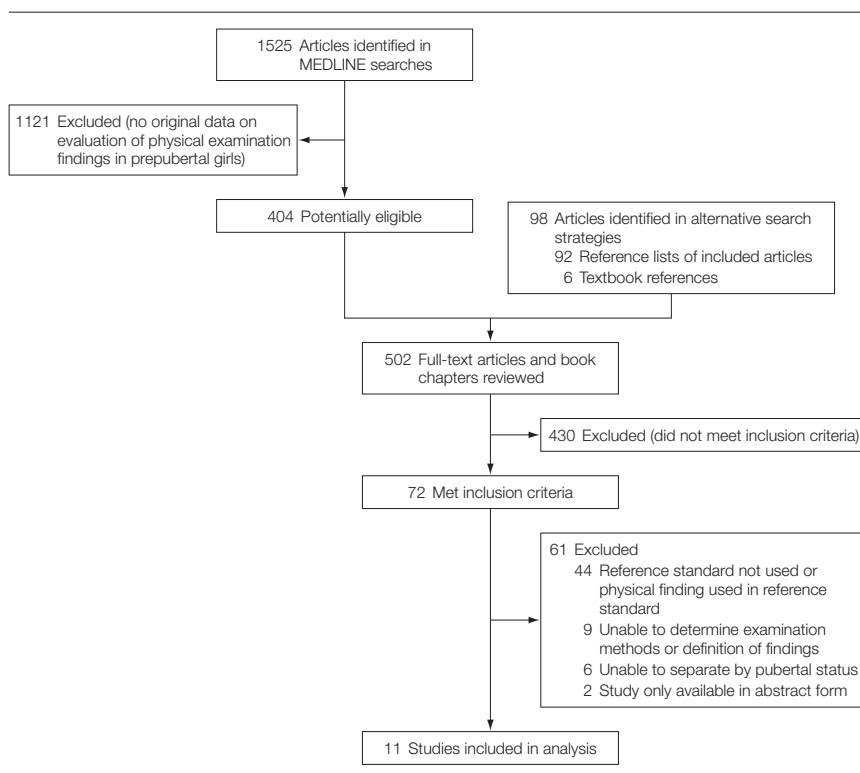 1525 Articles identified in
MEDLINE searches
1121 Excluded (no original data on
evaluation of physical examination
findings in prepubertal girls)
404 Potentially eligible
98 Articles identified in alternative search
strategies
92 Reference lists of included articles
6 Textbook references
502 Full-text articles and book
chapters reviewed
430 Excluded (did not meet inclusion criteria)
72 Met inclusion criteria
61 Excluded
44 Reference standard not used or
physical finding used in reference
standard
9 Unable to determine examination
methods or definition of findings
6 Unable to separate by pubertal status
2 Study only available in abstract form
11 Studies included in analysis